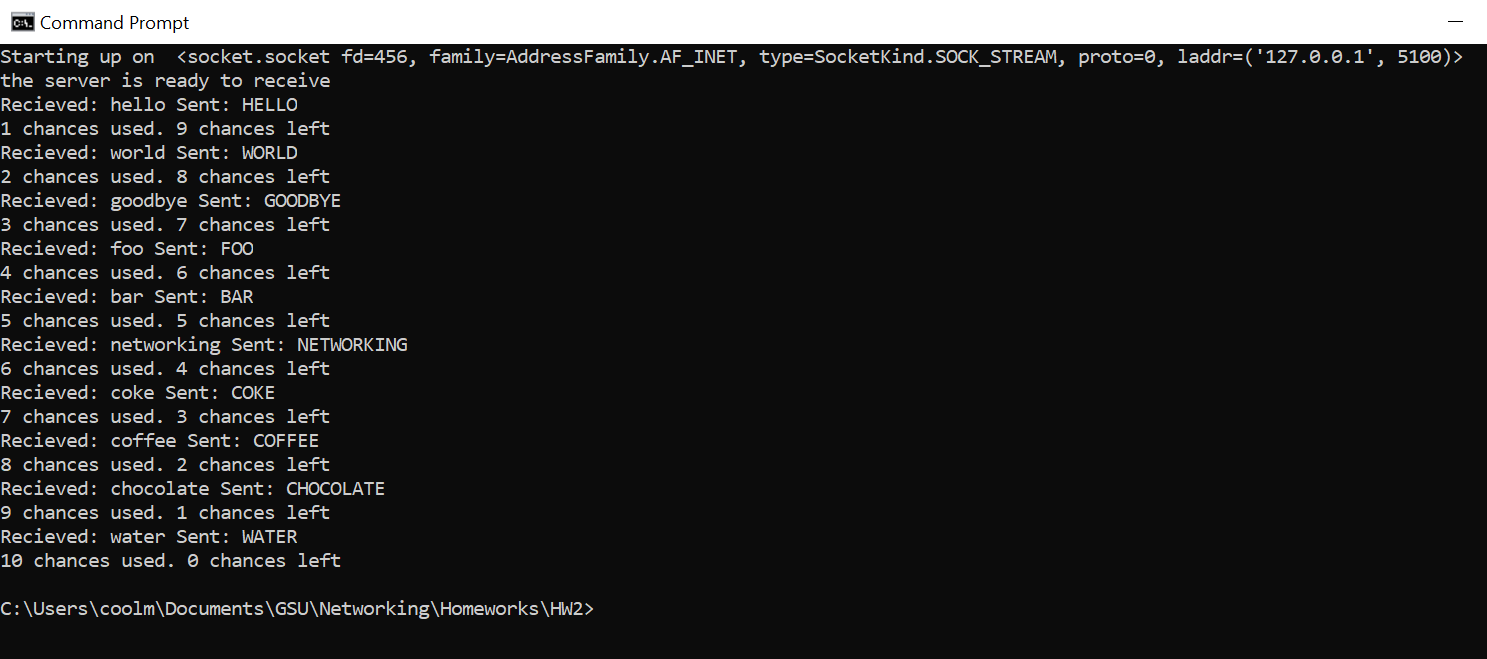 Command Prompt
Starting up on  <socket.socket fd=456, family=AddressFamily.AF_INET, type=SocketKind.SOCK_STREAM, proto=0, laddr=('127.0.0.1', 5100)>
the server is ready to receive
Recieved: hello Sent: HELLO
1 chances used. 9 chances left
Recieved: world Sent: WORLD
2 chances used. 8 chances left
Recieved: goodbye Sent: GOODBYE
3 chances used. 7 chances left
Recieved: foo Sent: FOO
4 chances used. 6 chances left
Recieved: bar Sent: BAR
5 chances used. 5 chances left
Recieved: networking Sent: NETWORKING
6 chances used. 4 chances left
Recieved: coke Sent: COKE
7 chances used. 3 chances left
Recieved: coffee Sent: COFFEE
8 chances used. 2 chances left
Recieved: chocolate Sent: CHOCOLATE
9 chances used. 1 chances left
Recieved: water Sent: WATER
10 chances used. 0 chances left
C:\Users\coolm\Documents\GSU\Networking\Homeworks\HW2>